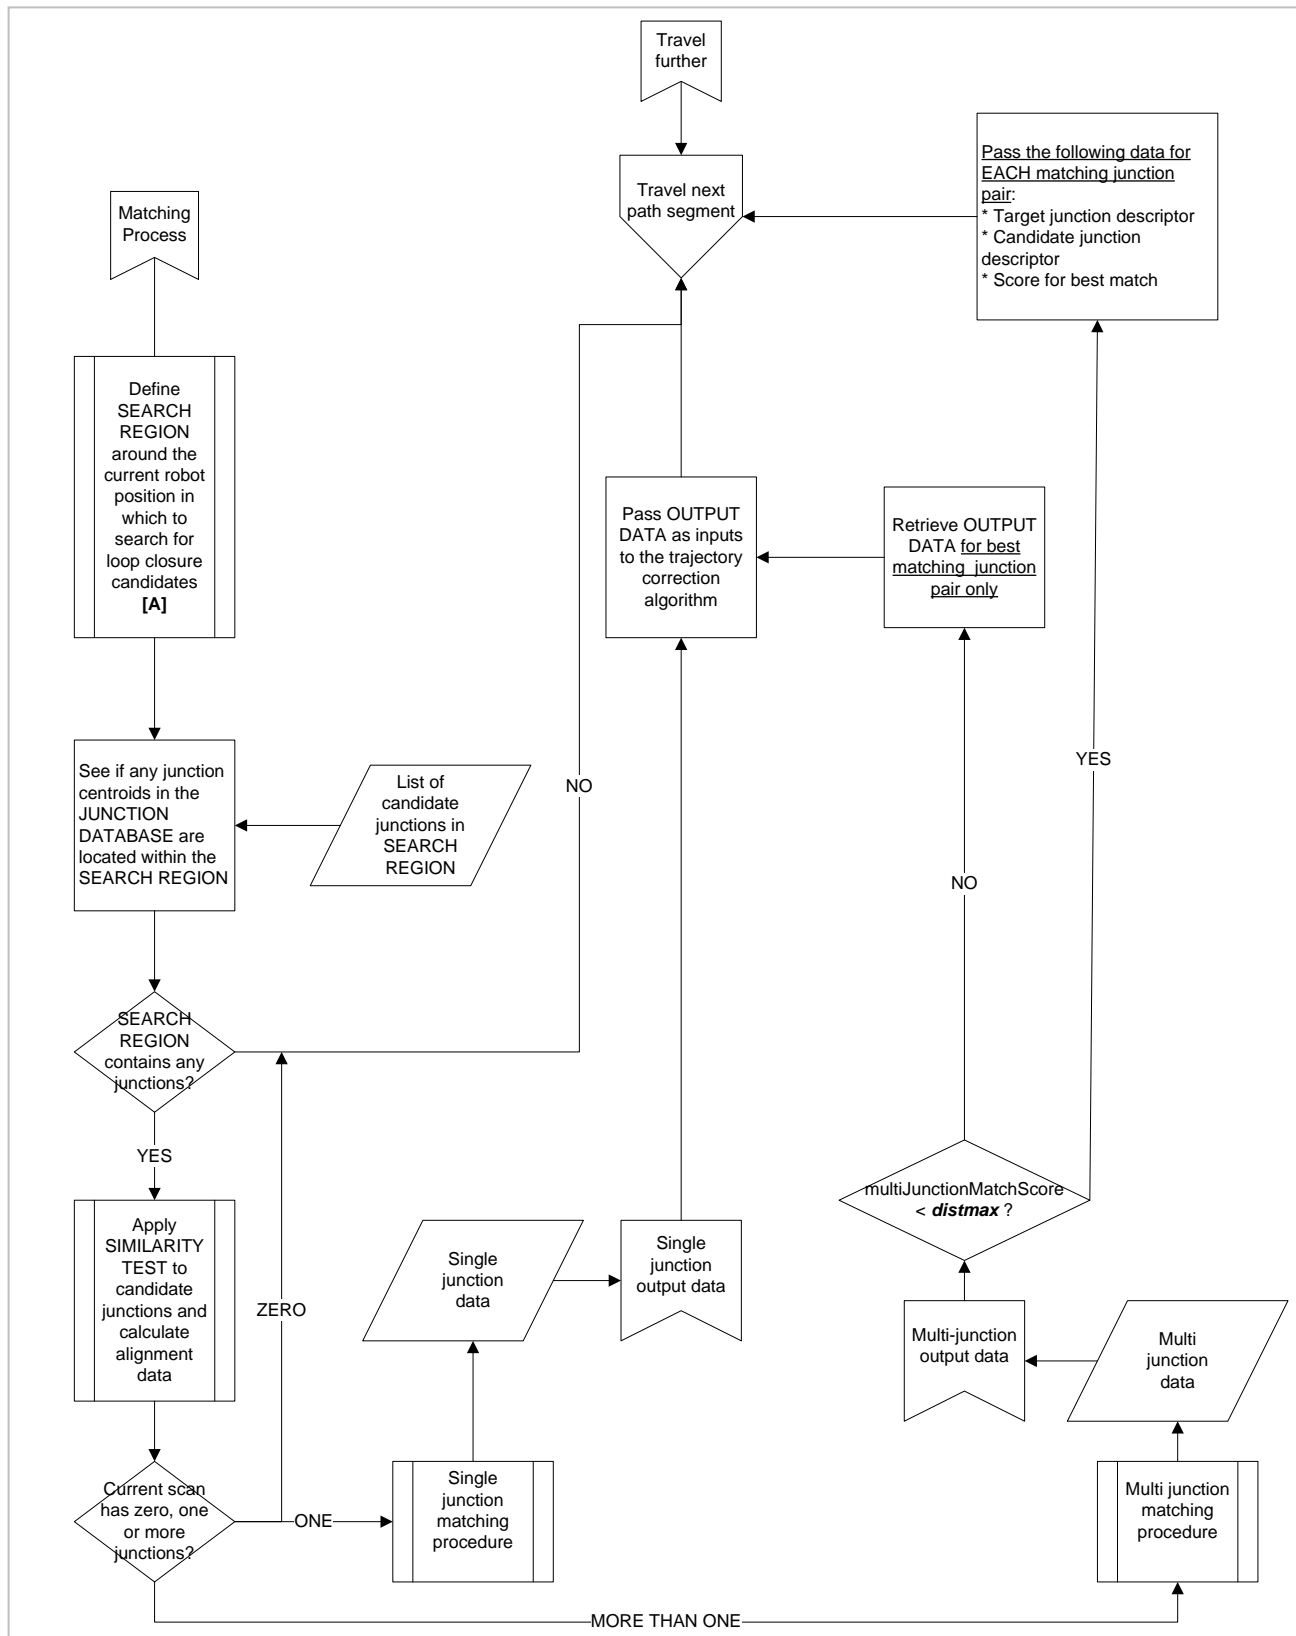 Travel
further
Travel next
path segment
Pass the following data for
EACH matching junction
pair:
* Target junction descriptor
* Candidate junction
descriptor
* Score for best match
Matching
Process
Define
SEARCH
REGION
around the
current robot
position in
which to
search for
loop closure
candidates
[A]
Pass OUTPUT
DATA as inputs
to the trajectory
correction
algorithm
Retrieve OUTPUT
DATA for best
matching junction
pair only
See if any junction
centroids in the
JUNCTION
DATABASE are
located within the
SEARCH REGION
List of
candidate
junctions in
SEARCH
REGION
NO
YES
NO
SEARCH
REGION
contains any
junctions?
YES
Apply
SIMILARITY
TEST to
candidate
junctions and
calculate
alignment
data
ZERO
Single
junction
data
Single
junction
output data
multiJunctionMatchScore
< distmax ?
Multi-junction
output data
Multi
junction
data
Current scan
has zero, one
or more
junctions?
ONE
Single
junction
matching
procedure
Multi junction
matching
procedure
MORE THAN ONE